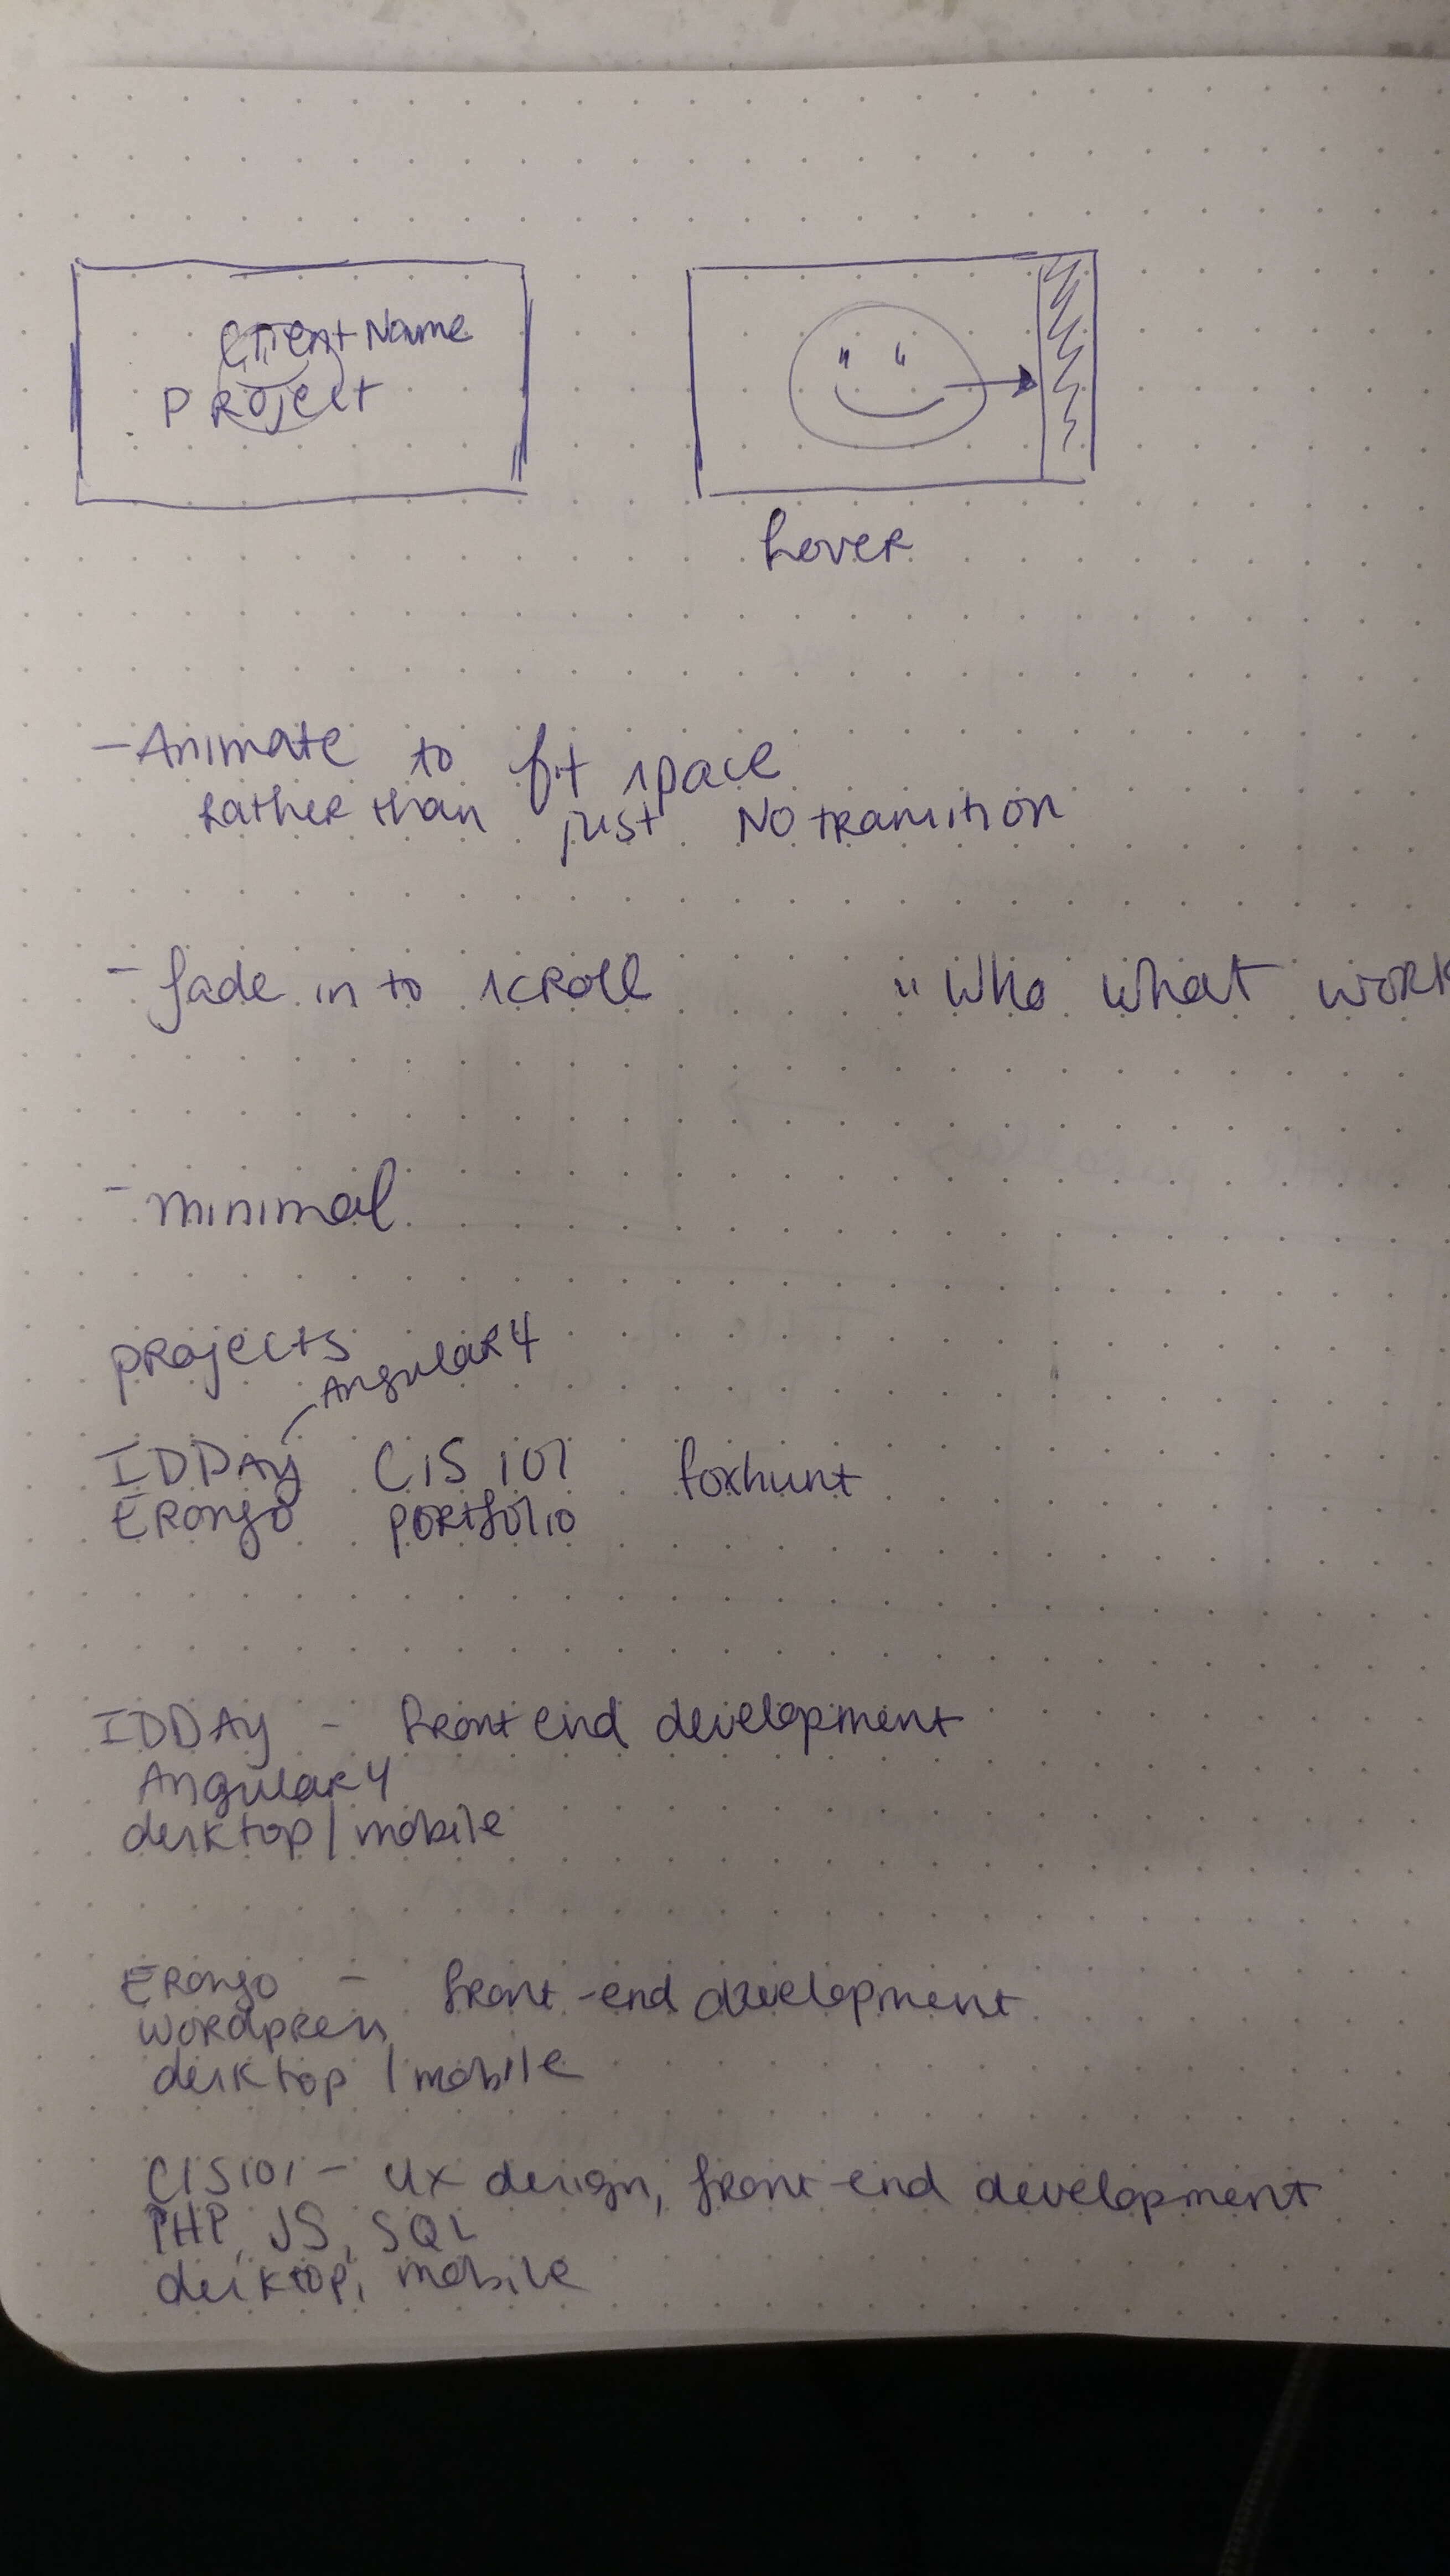 Client Name
Project
hover
- Animate to fit space
rather than just No transition
- fade in to scroll " Who what work
- minimal
projects
Angular 4
IDDAY CIS 101 foxhunt
Erongo portfolio
IDDAY - front end development
Angular 4
desktop / mobile
Erongo - front-end development
wordpress
desktop / mobile
CIS101 - UX design, front-end development
PHP, JS, SQL
desktop, mobile